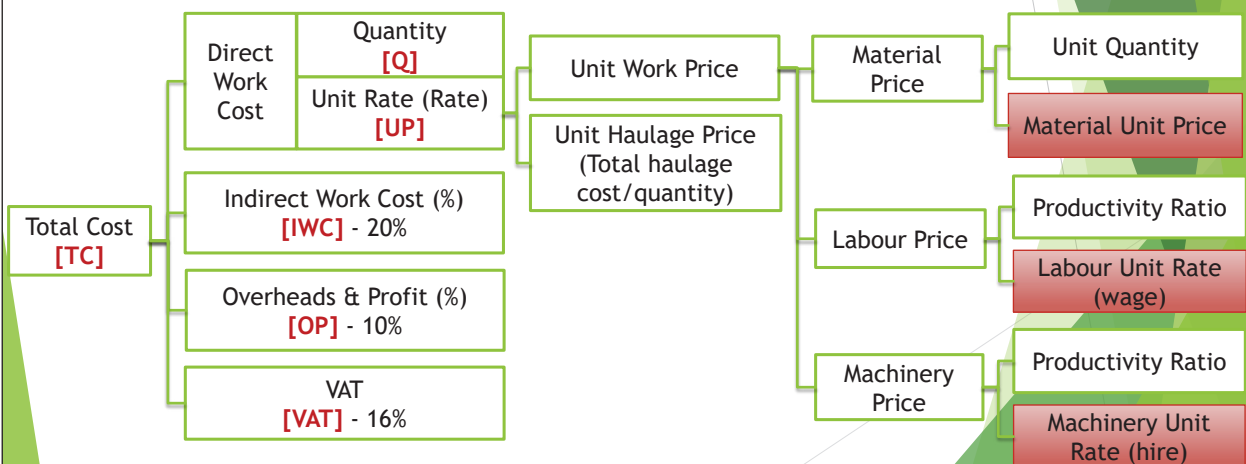 Total Cost
[TC]
Direct
Work
Cost
Quantity
[Q]
Unit Rate (Rate)
[UP]
Indirect Work Cost (%)
[IWC] - 20%
Overheads & Profit (%)
[OP] - 10%
VAT
[VAT] - 16%
Unit Work Price
Unit Haulage Price
(Total haulage
cost/quantity)
Material
Price
Labour Price
Machinery
Price
Unit Quantity
Material Unit Price
Productivity Ratio
Labour Unit Rate
(wage)
Productivity Ratio
Machinery Unit
Rate (hire)